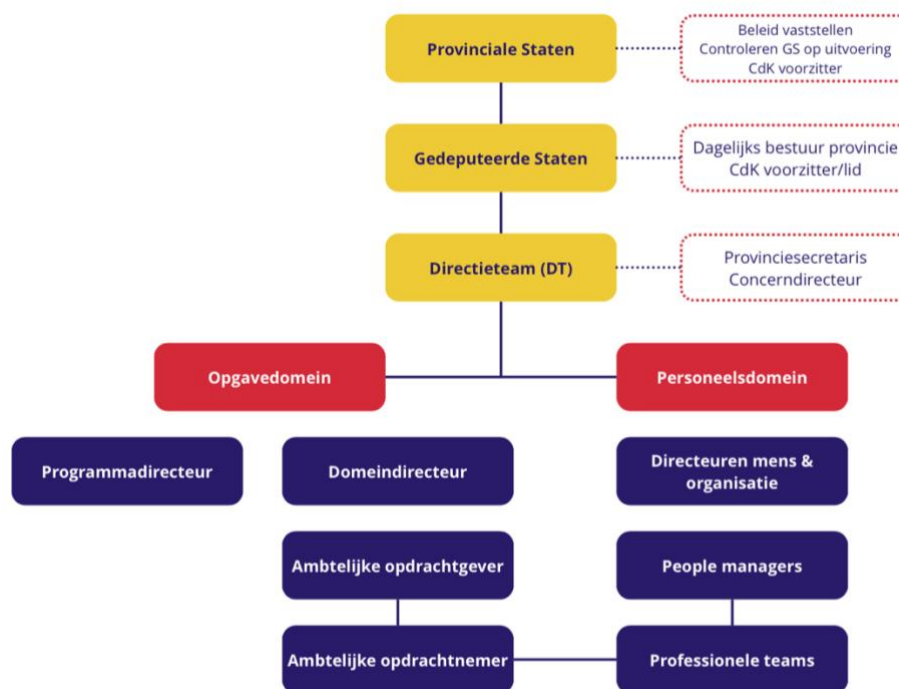 Provinciale Staten
Beleid vaststellen
Controleren GS op uitvoering
CdK voorzitter
Gedeputeerde Staten
Dagelijks bestuur provincie
CdK voorzitter/lid
Directieteam (DT)
Provinciesecretaris
Concerndirecteur
Opgavedomein
Personeelsdomein
Programmadirecteur
Domeindirecteur
Directeuren mens &
organisatie
Ambtelijke opdrachtgever
People managers
Ambtelijke opdrachtnemer
Professionele teams